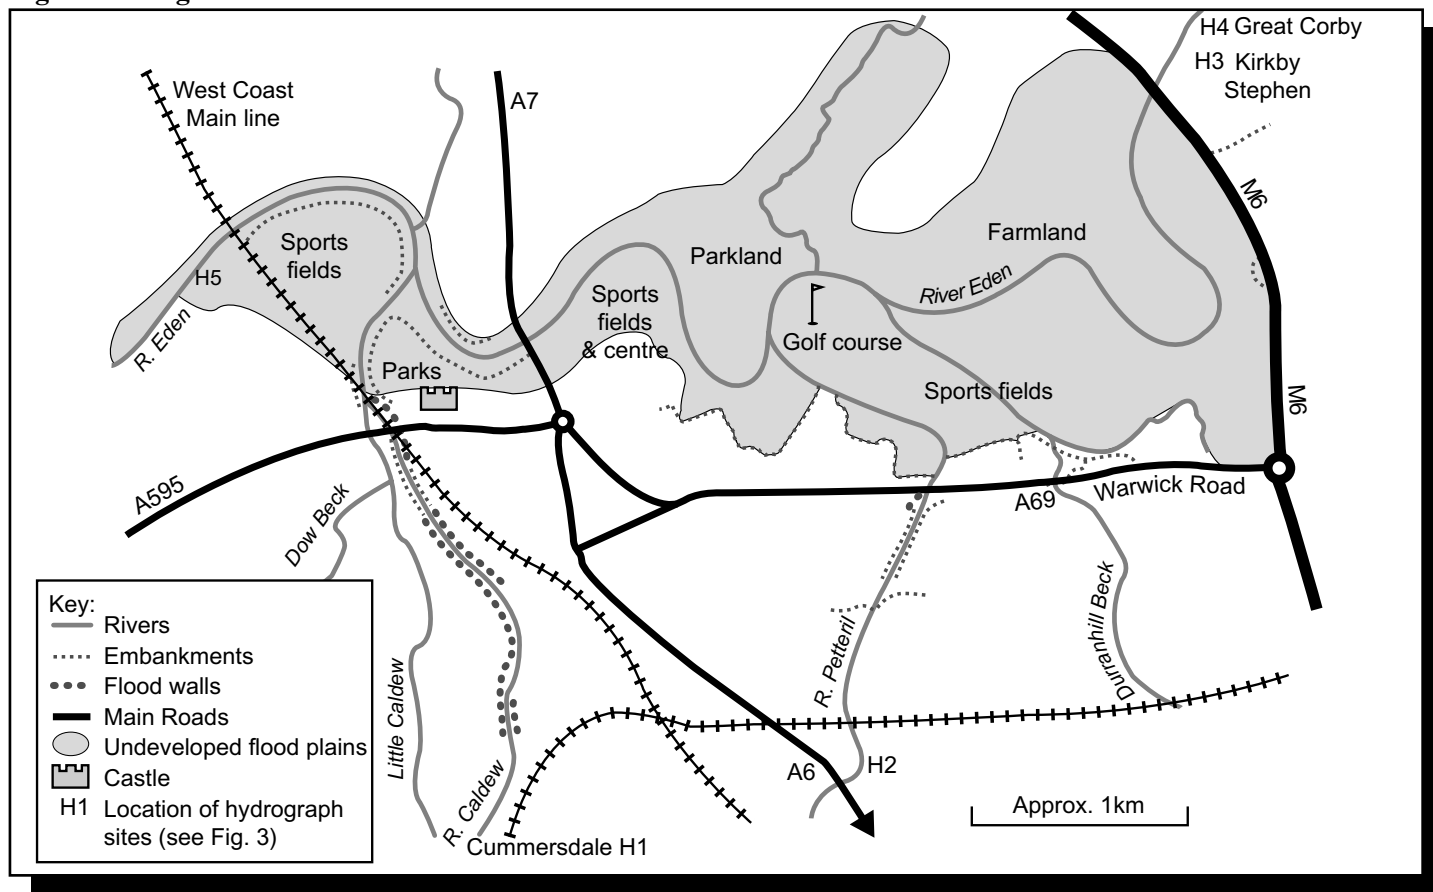 H4 Great Corby
H3 Kirkby
Stephen
West Coast
Main line
A7
M6
Sports
fields
H5
R. Eden
Parkland
Farmland
River Eden
Sports
fields
& centre
Golf course
Parks
Sports fields
M6
A595
Dow Beck
A69
Warwick Road
Durranhill Beck
R. Petteril
Little Caldew
R. Caldew
A6
H2
Cummersdale H1
Approx. 1km
Key:
Rivers
Embankments
Flood walls
Main Roads
Undeveloped flood plains
Castle
H1 Location of hydrograph
sites (see Fig. 3)